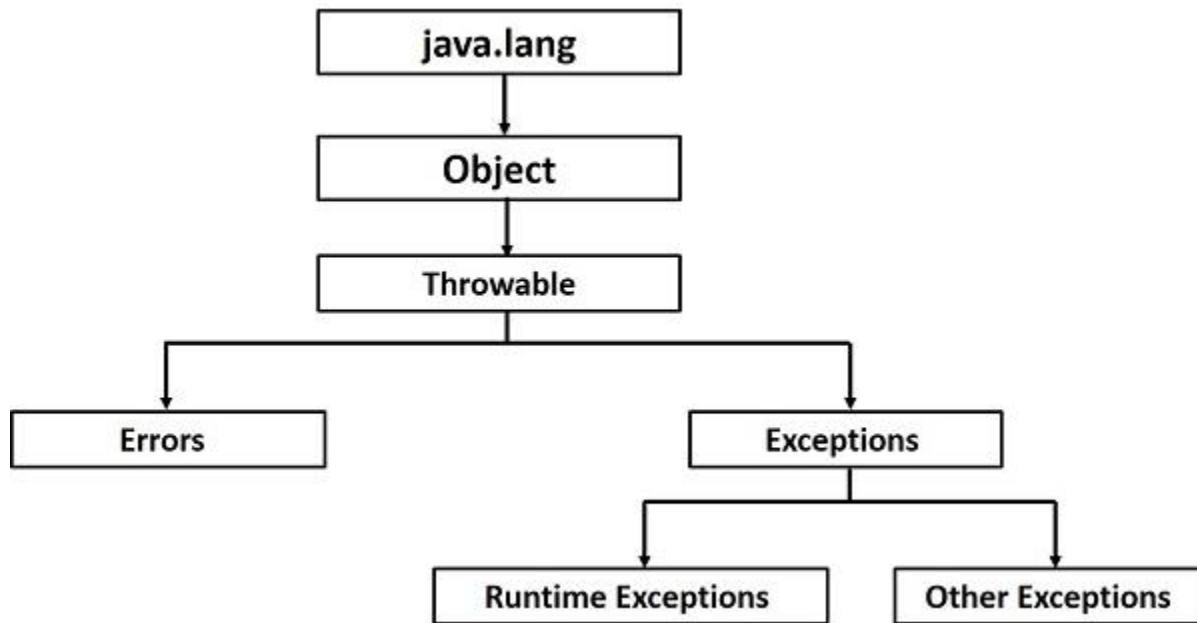 java.lang
Object
Throwable
Errors
Exceptions
Runtime Exceptions
Other Exceptions